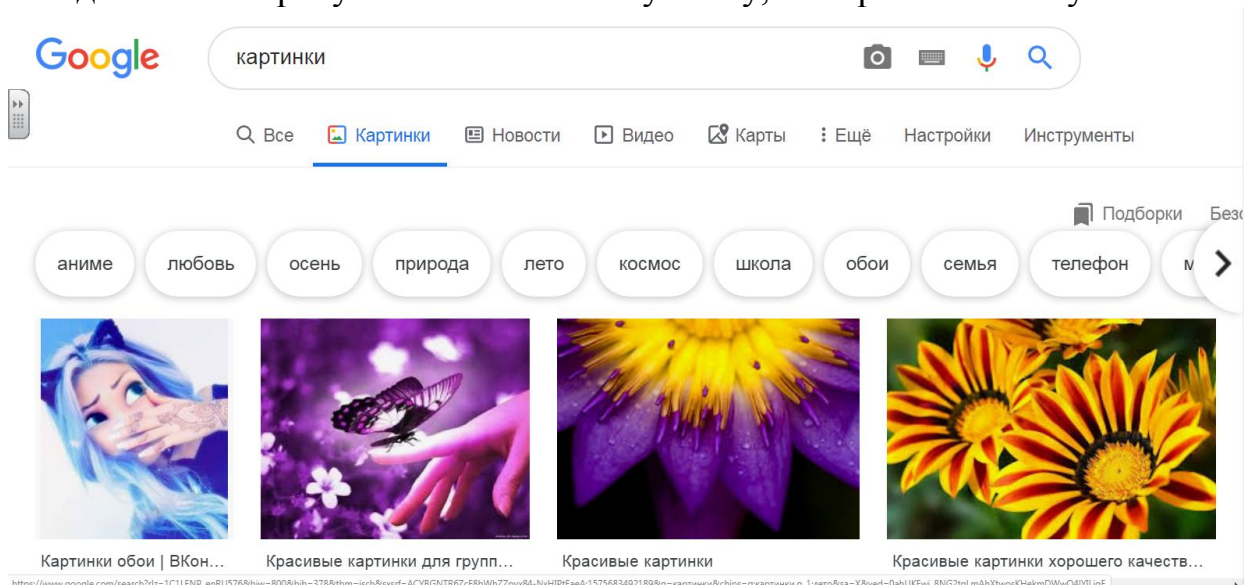 Google
картинки
Все Картинки Новости Видео Карты Ещё Настройки Инструменты
Подборки
аниме любовь осень природа лето космос школа обои семья телефон
Картинки обои | ВКон... Красивые картинки для групп... Красивые картинки Красивые картинки хорошего качеств...